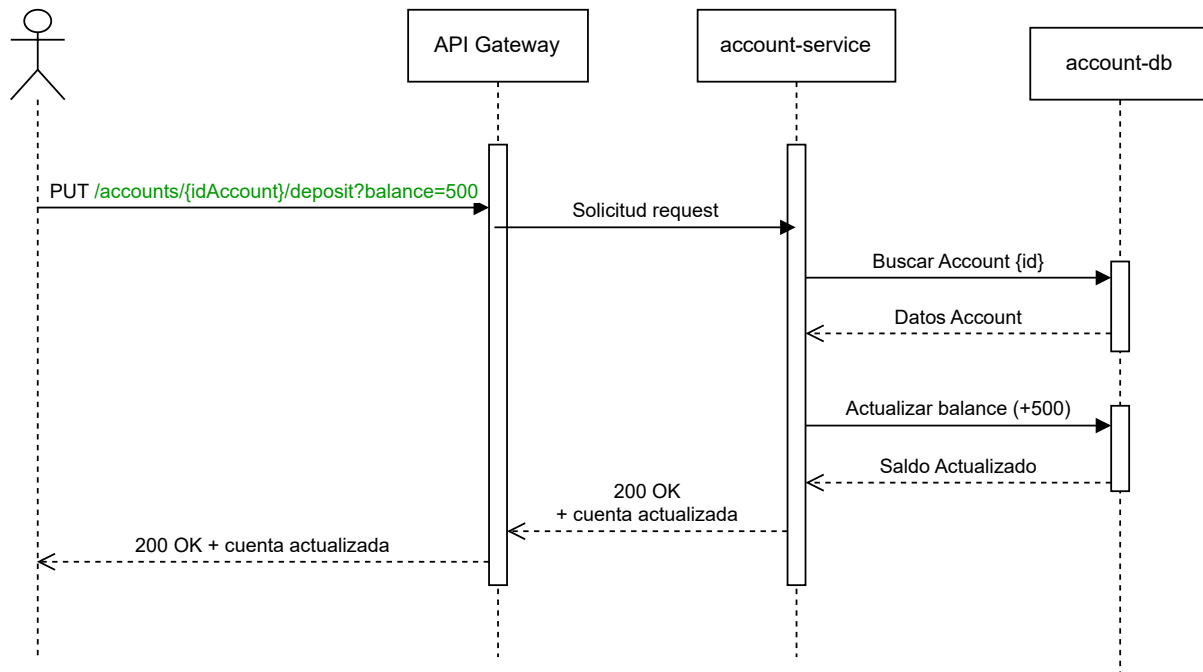 API Gateway
account-service
account-db
PUT /accounts/{idAccount}/deposit?balance=500
Solicitud request
Buscar Account {id}
Datos Account
Actualizar balance (+500)
Saldo Actualizado
200 OK
+ cuenta actualizada
200 OK + cuenta actualizada